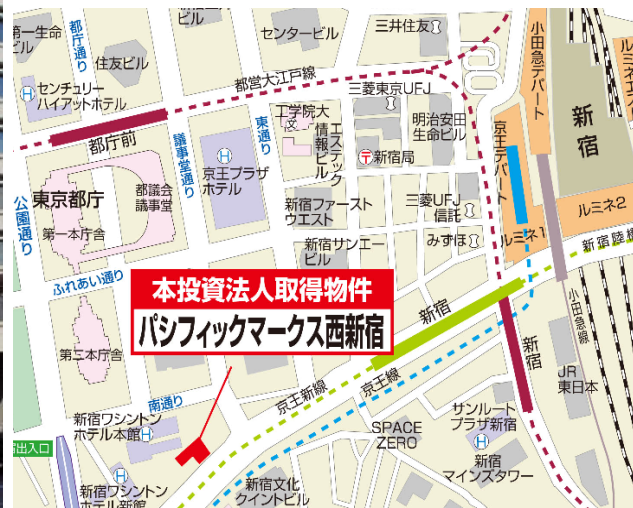 都庁通り
新宿三井
ビル
センタービル
三井住友
小田急デパート
ルミネエスト
第一生命
ビル
住友ビル
センチュリー
ハイアットホテル
都営大江戸線
三菱東京UFJ
工学院大
エステック
情報ビル
明治安田
生命ビル
新宿
都庁前
議事堂通り
東通り
新宿局
京王デパート
京王プラザ
ホテル
東京都庁
都議会
議事堂
公園通り
第一本庁舎
新宿ファースト
ウエスト
三菱UFJ
信託
ルミネ2
みずほ
ルミネ1
新宿陸橋
新宿サンエー
ビル
ふれあい通り
本投資法人取得物件
パシフィックマークス西新宿
新宿
新宿
小田急線
第二本庁舎
JR
東日本
南通り
京王新線
京王線
サンルート
プラザ新宿
新宿ワシントン
ホテル本館
SPACE
ZERO
出入口
新宿
マインズタワー
新宿ワシントン
ホテル新館
新宿文化
クイントビル